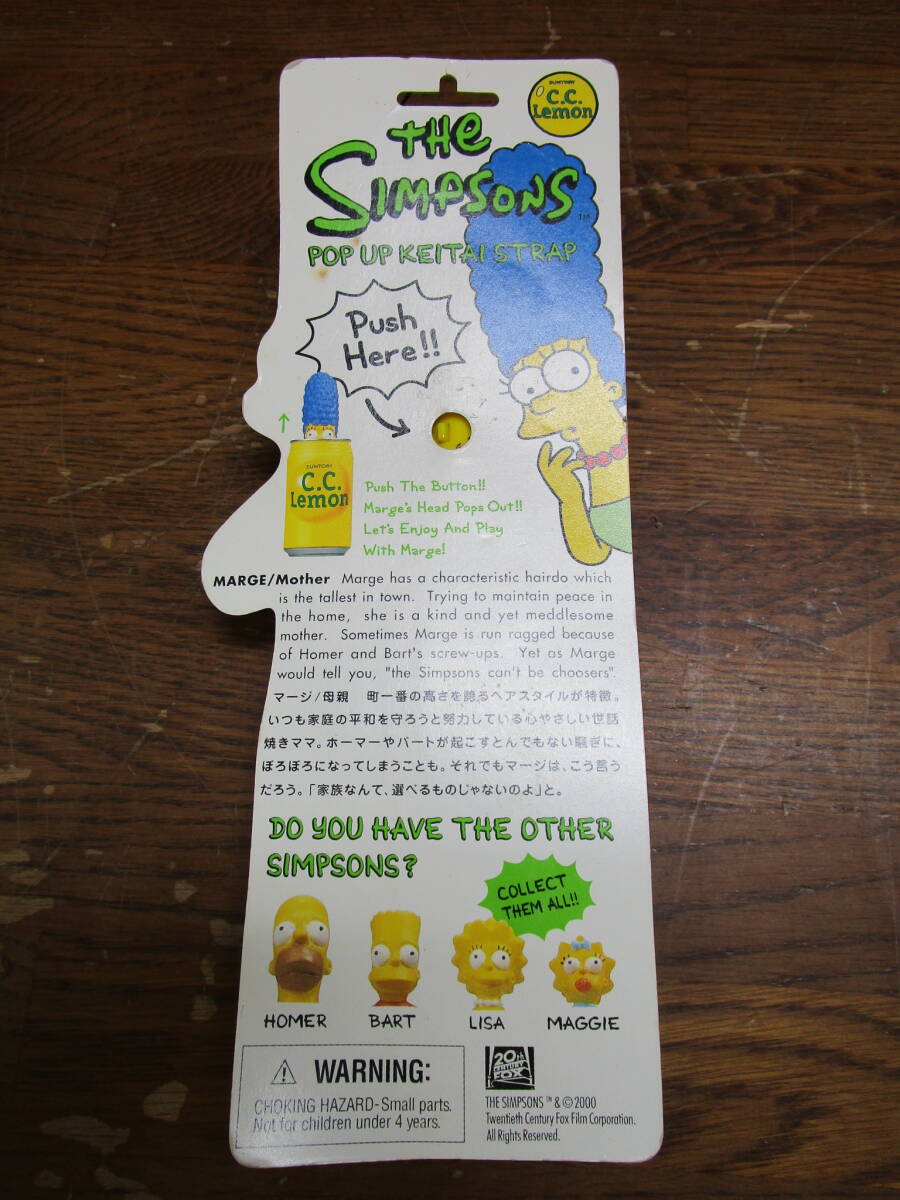 SUNTORY
C.C.
Lemon
THE
SIMPSONS™
POP UP KEITAI STRAP
Push
Here!!
SUNTORY
C.C.
Lemon
Push The Button!!
Marge's Head Pops Out!!
Let's Enjoy And Play
With Marge!
MARGE/Mother Marge has a characteristic hairdo which
is the tallest in town. Trying to maintain peace in
the home, she is a kind and yet meddlesome
mother. Sometimes Marge is run ragged because
of Homer and Bart's screw-ups. Yet as Marge
would tell you, "the Simpsons can't be choosers".
マージ/母親 町一番の高さを誇るヘアスタイルが特徴。
いつも家庭の平和を守ろうと努力している心やさしい世話
焼きママ。ホーマーやバートが起こすとんでもない騒ぎに、
ぼろぼろになってしまうことも。それでもマージは、こう言う
だろう。「家族なんて、選べるものじゃないのよ」と。
DO YOU HAVE THE OTHER
SIMPSONS?
COLLECT
THEM ALL!!
HOMER BART LISA MAGGIE
WARNING:
CHOKING HAZARD-Small parts.
Not for children under 4 years.
20th
CENTURY
FOX
THE SIMPSONS ™ & © 2000
Twentieth Century Fox Film Corporation.
All Rights Reserved.